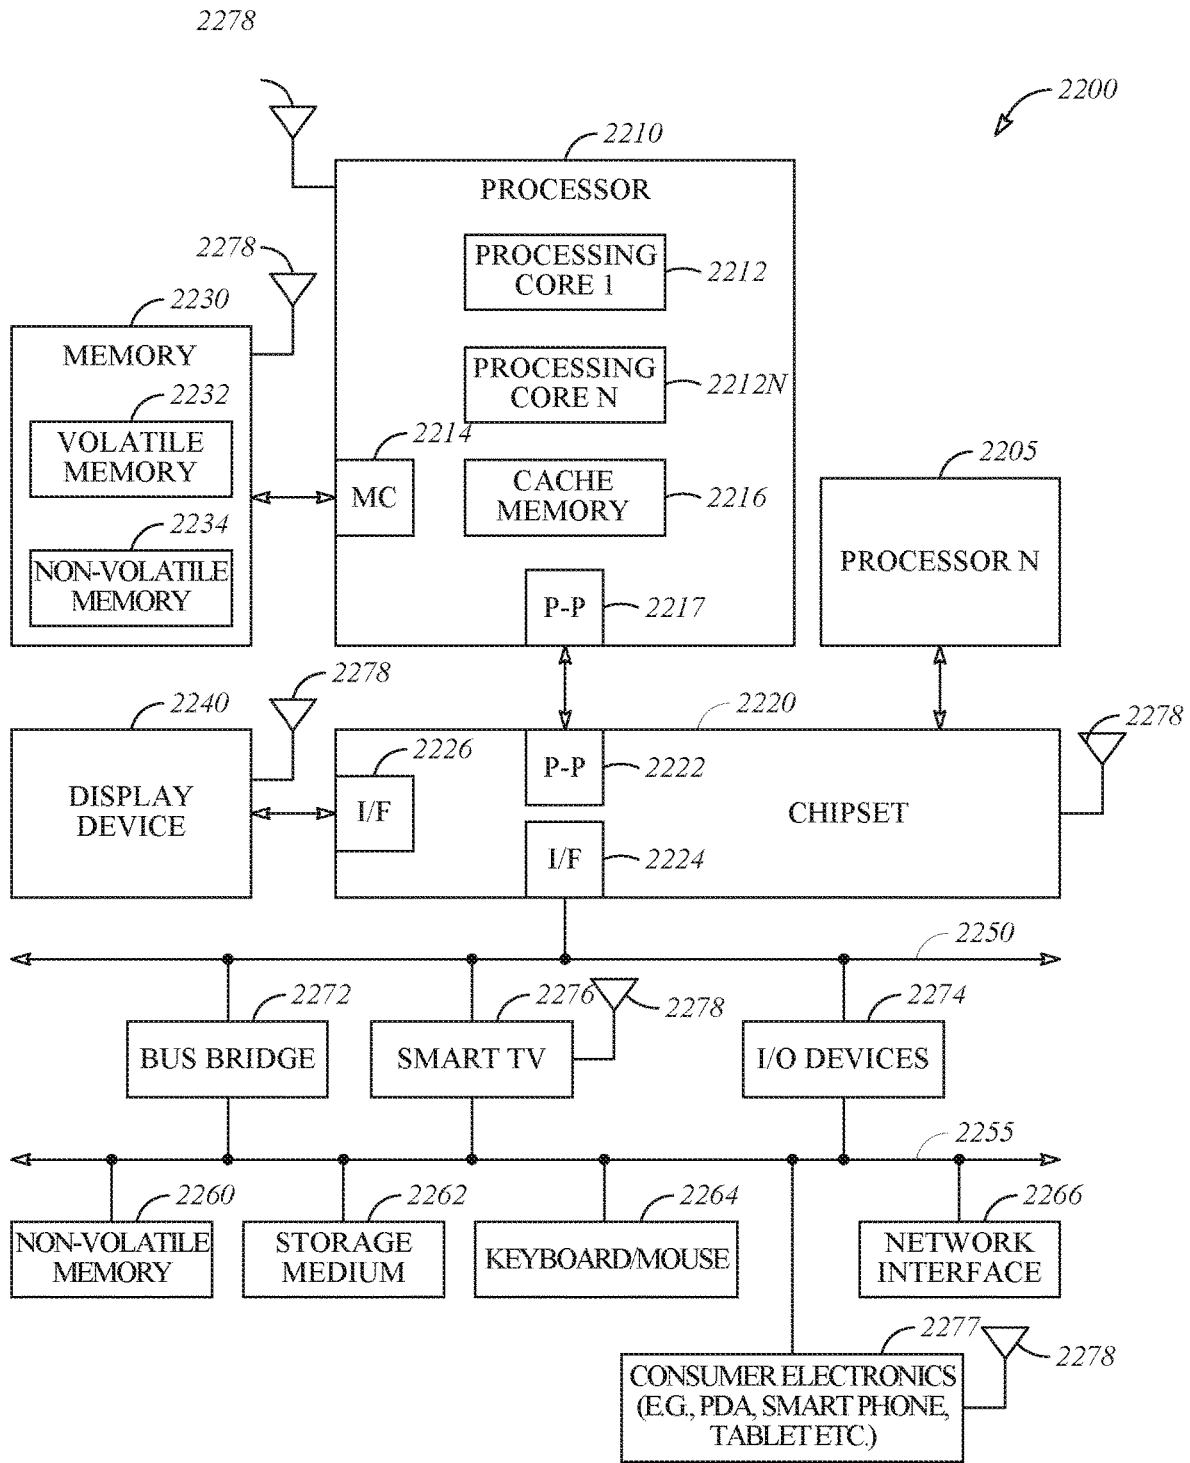 2278
2200
2210
PROCESSOR
2278
PROCESSING
CORE 1
2212
2230
MEMORY
PROCESSING
CORE N
2212N
2232
VOLATILE
MEMORY
2214
MC
CACHE
MEMORY
2216
2205
PROCESSOR N
2234
NON-VOLATILE
MEMORY
P-P
2217
2278
2240
DISPLAY
DEVICE
2226
I/F
2220
P-P
2222
CHIPSET
2278
I/F
2224
2250
2272
BUS BRIDGE
2276
SMART TV
2278
2274
I/O DEVICES
2255
2260
NON-VOLATILE
MEMORY
2262
STORAGE
MEDIUM
2264
KEYBOARD/MOUSE
2266
NETWORK
INTERFACE
2277
CONSUMER ELECTRONICS
(E.G., PDA, SMART PHONE,
TABLET ETC.)
2278